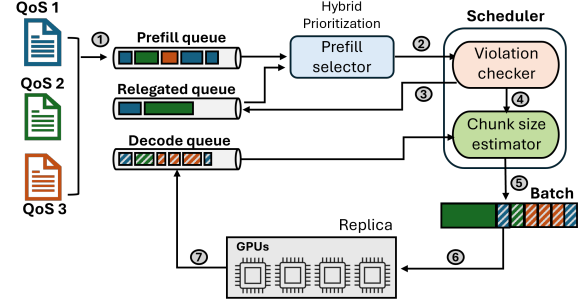 QoS 1
QoS 2
QoS 3
1
Prefill queue
Relegated queue
Decode queue
Hybrid
Prioritization
Prefill
selector
2
3
Scheduler
Violation
checker
4
Chunk size
estimator
5
Batch
6
Replica
GPUs
7